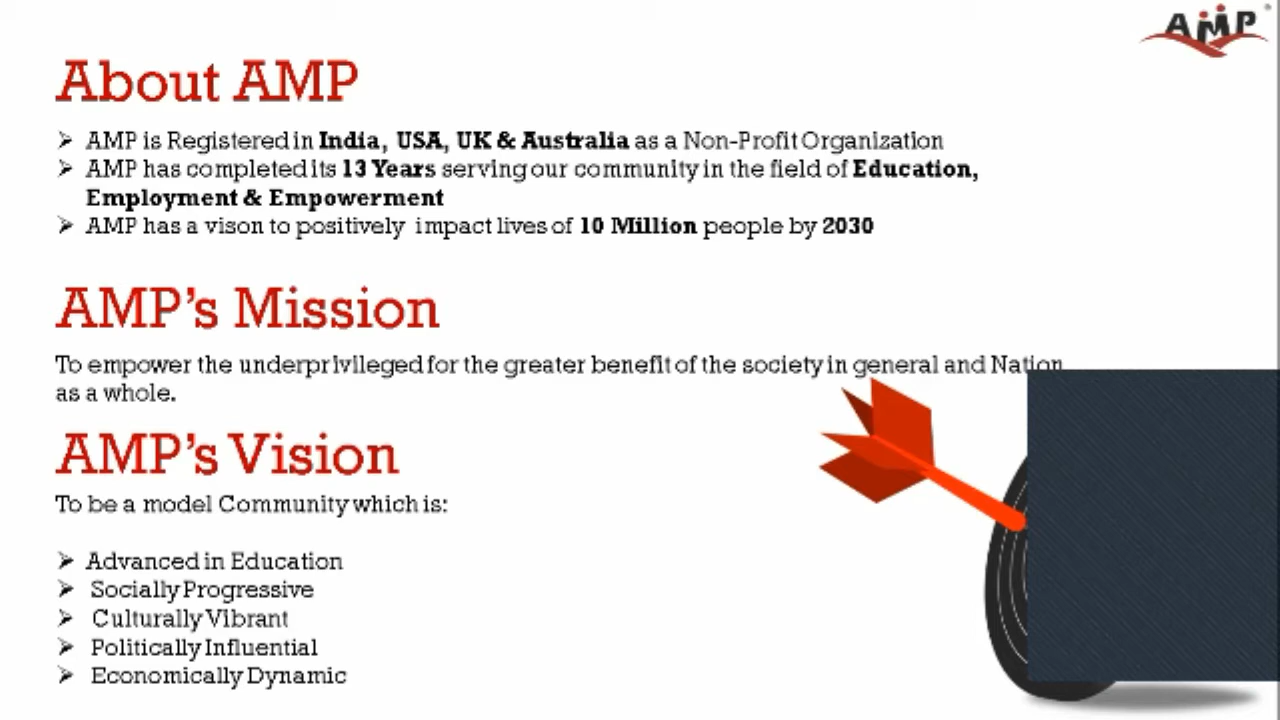 AMP
About AMP
➢ AMP is Registered in India, USA, UK & Australia as a Non-Profit Organization
➢ AMP has completed its 13 Years serving our community in the field of Education,
Employment & Empowerment
➢ AMP has a vison to positively impact lives of 10 Million people by 2030
AMP's Mission
To empower the underprivileged for the greater benefit of the society in general and Nation
as a whole.
AMP's Vision
To be a model Community which is:
➢ Advanced in Education
➢ Socially Progressive
➢ Culturally Vibrant
➢ Politically Influential
➢ Economically Dynamic